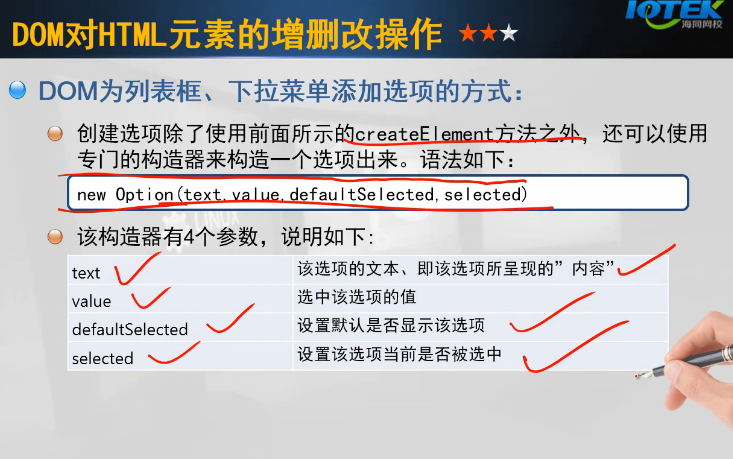 DOM对HTML元素的增删改操作
IOTEK
海同网校
DOM为列表框、下拉菜单添加选项的方式：
创建选项除了使用前面所示的createElement方法之外，还可以使用
专门的构造器来构造一个选项出来。语法如下：
new Option(text,value,defaultSelected,selected)
LINUX
该构造器有4个参数，说明如下:
text 该选项的文本、即该选项所呈现的”内容”
value 选中该选项的值
defaultSelected 设置默认是否显示该选项
selected 设置该选项当前是否被选中